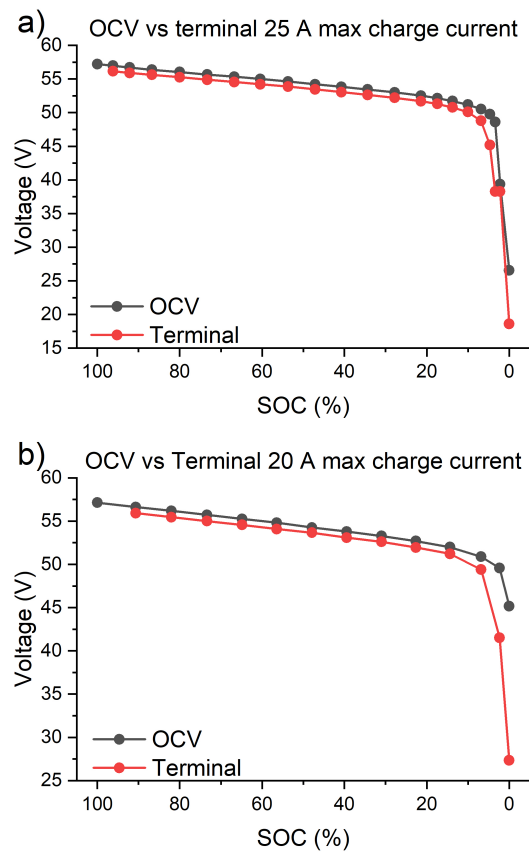 a)
OCV vs terminal 25 A max charge current
60
55
50
45
40
35
30
25
20
15
Voltage (V)
OCV
Terminal
100 80 60 40 20 0
SOC (%)
b)
OCV vs Terminal 20 A max charge current
60
55
50
45
40
35
30
25
Voltage (V)
OCV
Terminal
100 80 60 40 20 0
SOC (%)